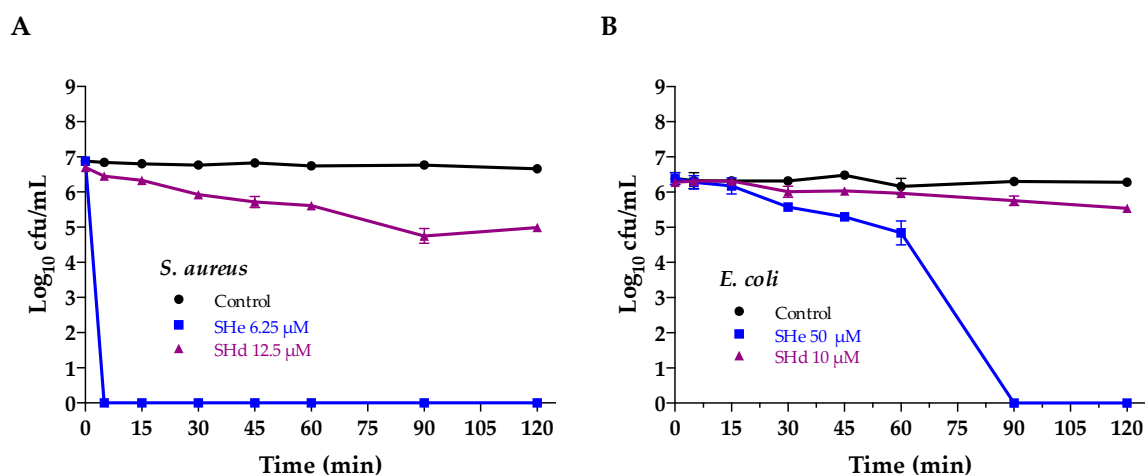 A
B
9
8
7
6
5
4
3
2
1
0
Log10 cfu/mL
S. aureus
Control
SHe 6.25 µM
SHd 12.5 µM
0 15 30 45 60 75 90 105 120
Time (min)
9
8
7
6
5
4
3
2
1
0
Log10 cfu/mL
E. coli
Control
SHe 50 µM
SHd 10 µM
0 15 30 45 60 75 90 105 120
Time (min)